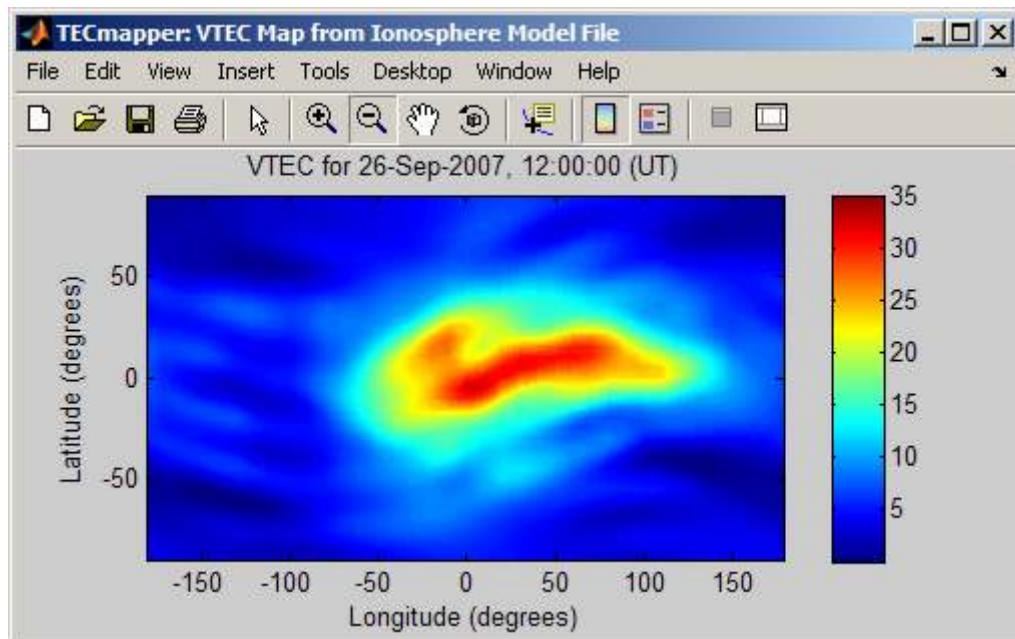 TECmapper: VTEC Map from Ionosphere Model File
File Edit View Insert Tools Desktop Window Help
VTEC for 26-Sep-2007, 12:00:00 (UT)
35
30
25
20
15
10
5
Latitude (degrees)
50
0
-50
-150 -100 -50 0 50 100 150
Longitude (degrees)